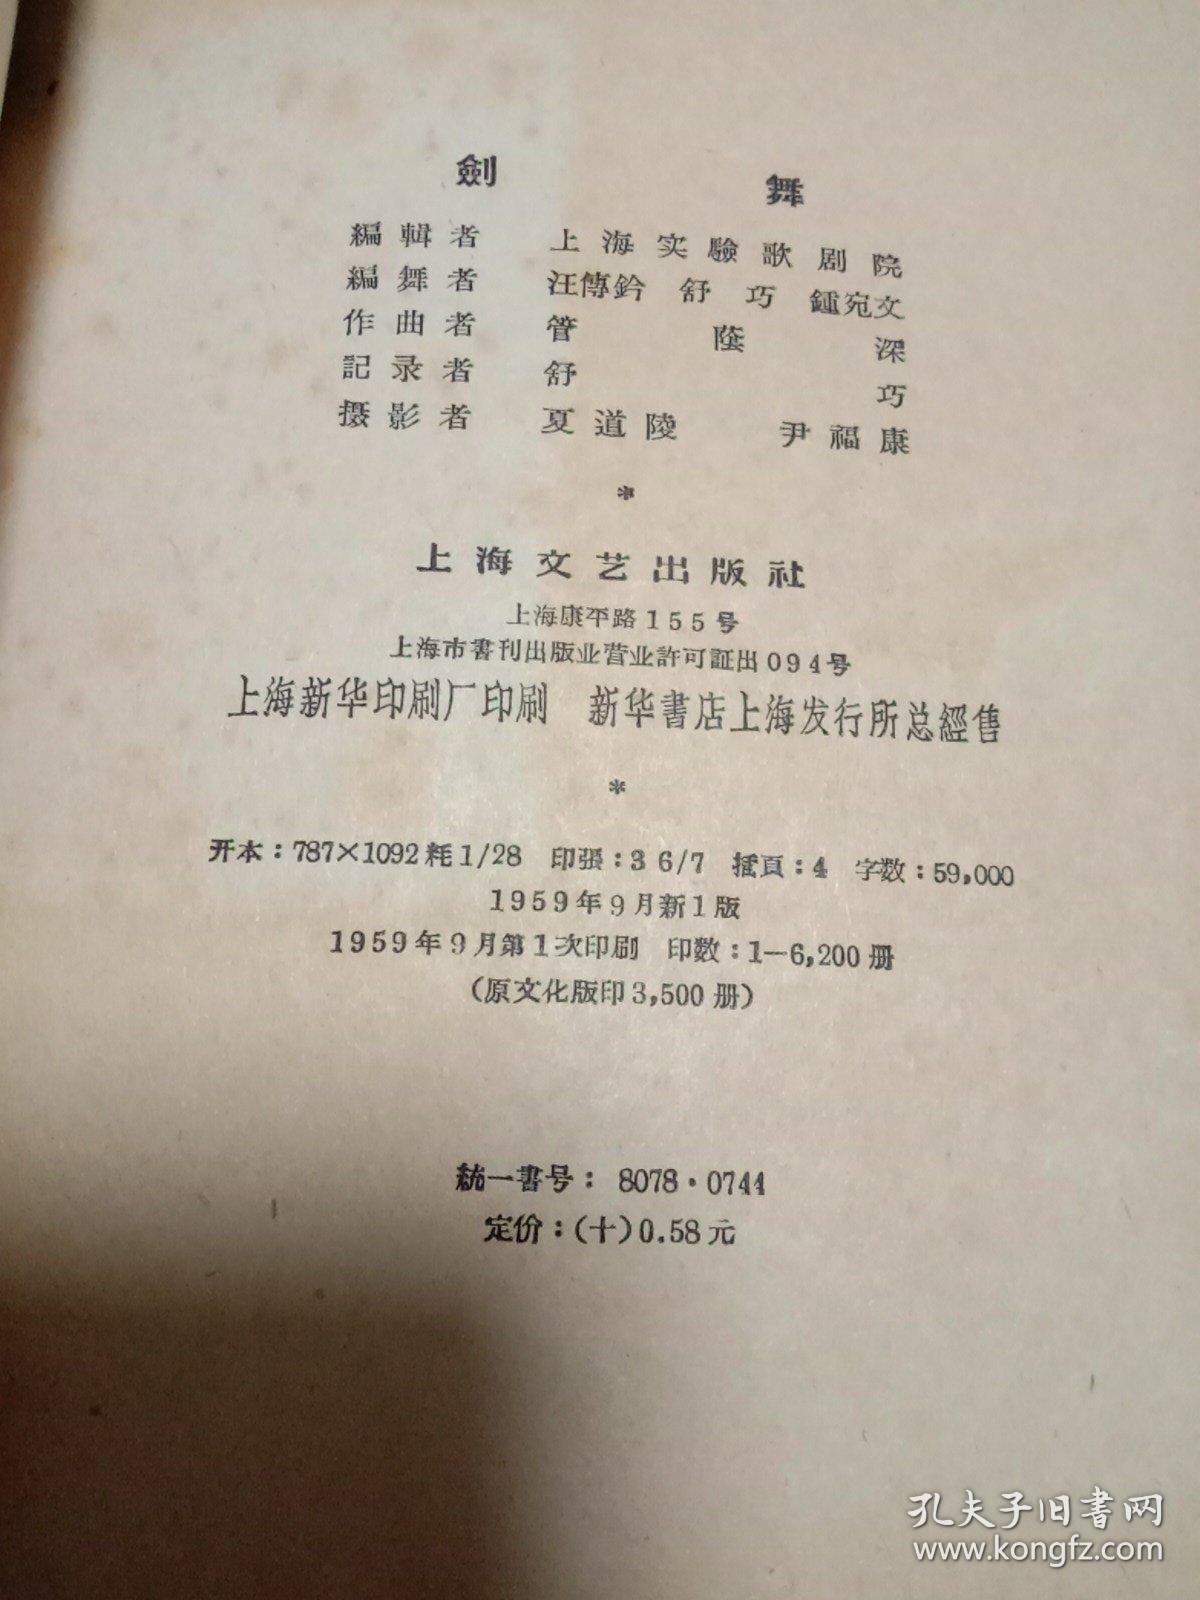 劍 舞
編輯者 上海实驗歌剧院
編舞者 汪傳鈐 舒巧 鍾宛文
作曲者 管蔭深
記录者 舒巧
摄影者 夏道陵 尹福康
*
上海文艺出版社
上海康平路155号
上海市書刊出版业营业許可証出094号
上海新华印刷厂印刷 新华書店上海发行所总經售
*
开本：787×1092耗1/28 印張：3 6/7 插頁：4 字数：59,000
1959年9月新1版
1959年9月第1次印刷 印数：1—6,200册
（原文化版印3,500册）
統一書号：8078·0744
定价：（十）0.58元
孔夫子旧书网
www.kongfz.com